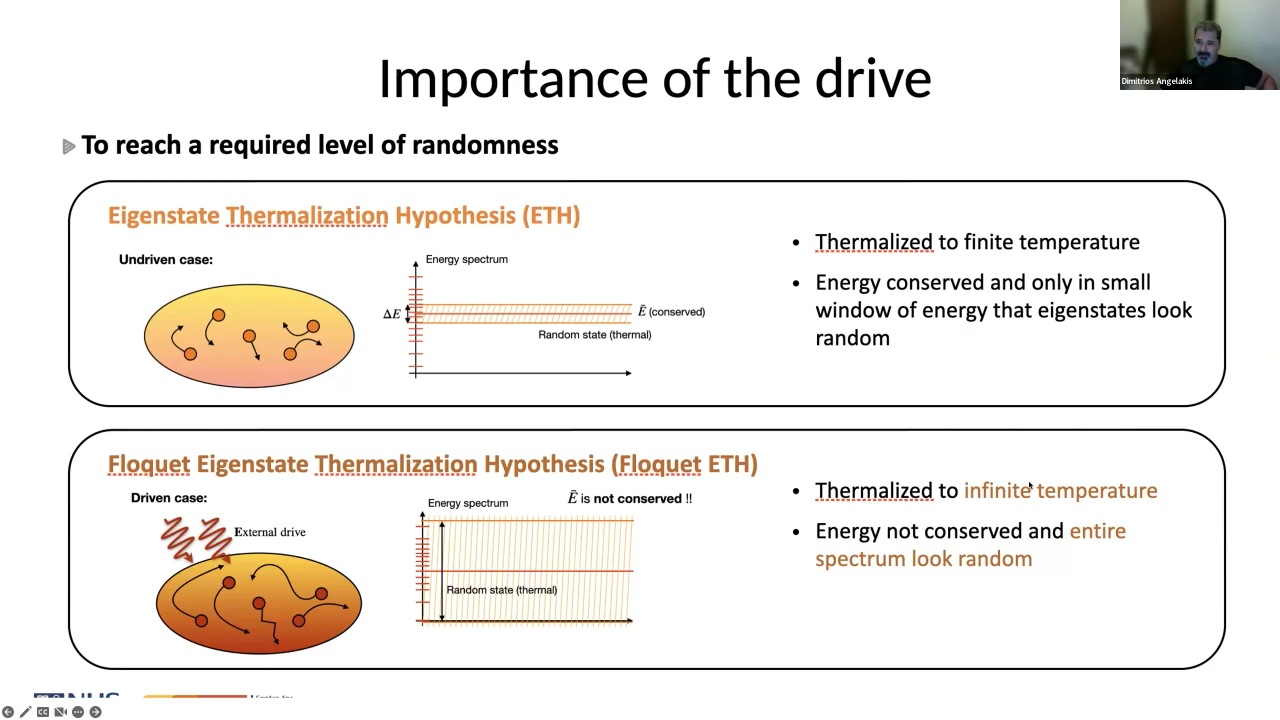 Dimitrios Angelakis
Importance of the drive
To reach a required level of randomness
Eigenstate Thermalization Hypothesis (ETH)
Undriven case:
Energy spectrum
ΔE
Ē (conserved)
Random state (thermal)
• Thermalized to finite temperature
• Energy conserved and only in small
window of energy that eigenstates look
random
Floquet Eigenstate Thermalization Hypothesis (Floquet ETH)
Driven case:
External drive
Energy spectrum
Ē is not conserved !!
Random state (thermal)
• Thermalized to infinite temperature
• Energy not conserved and entire
spectrum look random
NUS